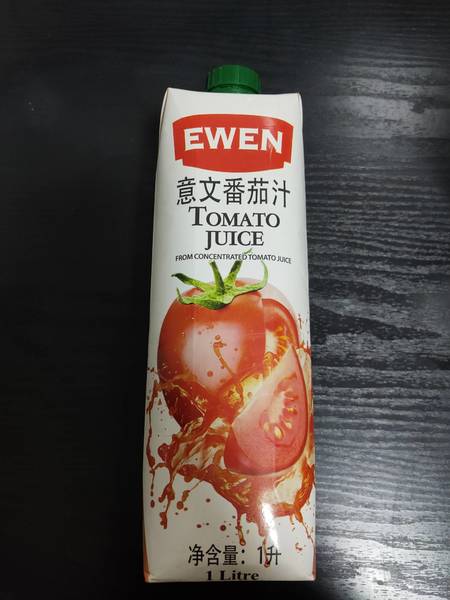 EWEN
意文番茄汁
TOMATO
JUICE
FROM CONCENTRATED TOMATO JUICE
净含量：1升
1 Litre